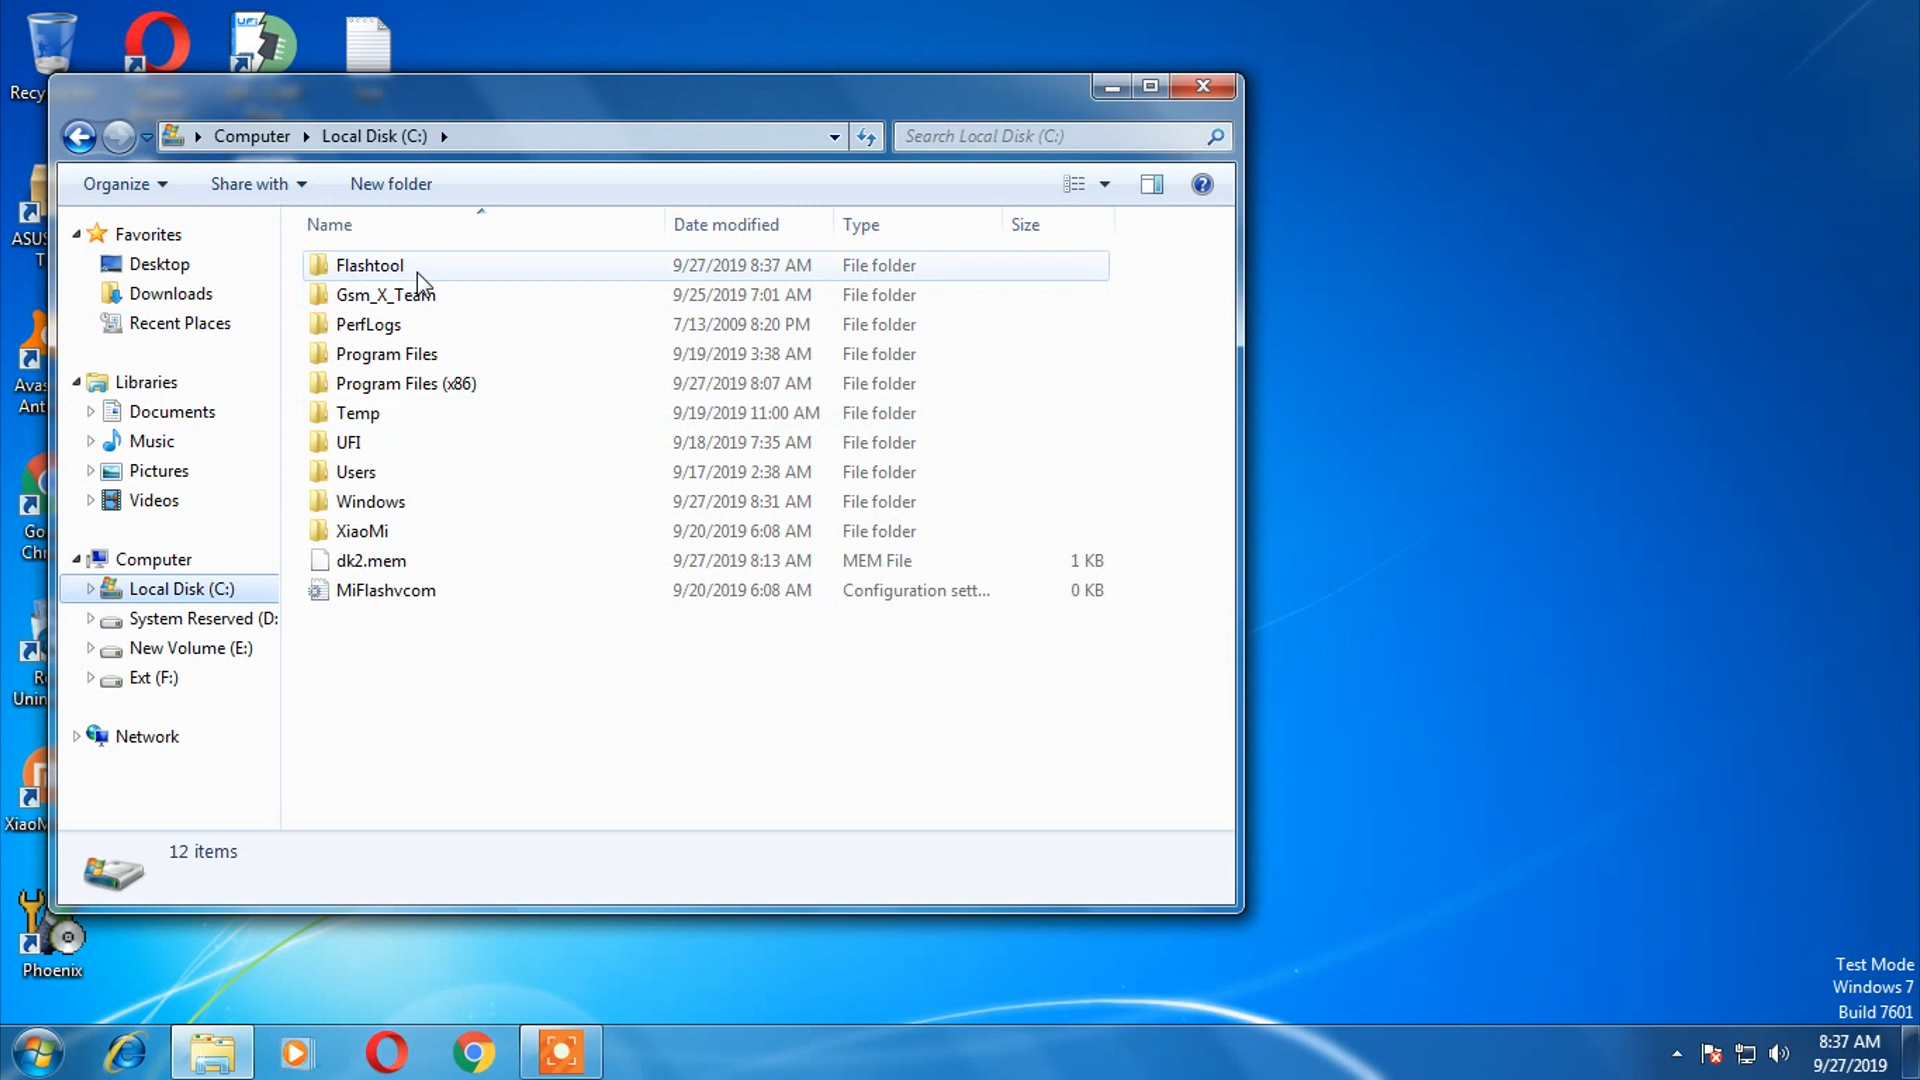 Recy
Computer Local Disk (C:)
Search Local Disk (C:)
Organize
Share with
New folder
Name Date modified Type Size
Favorites
Desktop
Downloads
Recent Places
Libraries
Documents
Music
Pictures
Videos
Computer
Local Disk (C:)
System Reserved (D:
New Volume (E:)
Ext (F:)
Network
Flashtool 9/27/2019 8:37 AM File folder
Gsm_X_Team 9/25/2019 7:01 AM File folder
PerfLogs 7/13/2009 8:20 PM File folder
Program Files 9/19/2019 3:38 AM File folder
Program Files (x86) 9/27/2019 8:07 AM File folder
Temp 9/19/2019 11:00 AM File folder
UFI 9/18/2019 7:35 AM File folder
Users 9/17/2019 2:38 AM File folder
Windows 9/27/2019 8:31 AM File folder
XiaoMi 9/20/2019 6:08 AM File folder
dk2.mem 9/27/2019 8:13 AM MEM File 1 KB
MiFlashvcom 9/20/2019 6:08 AM Configuration sett... 0 KB
12 items
UFi
ASUS
T
Avas
Ant
Go
Chr
Re
Unin
XiaoM
Phoenix
Test Mode
Windows 7
Build 7601
8:37 AM
9/27/2019